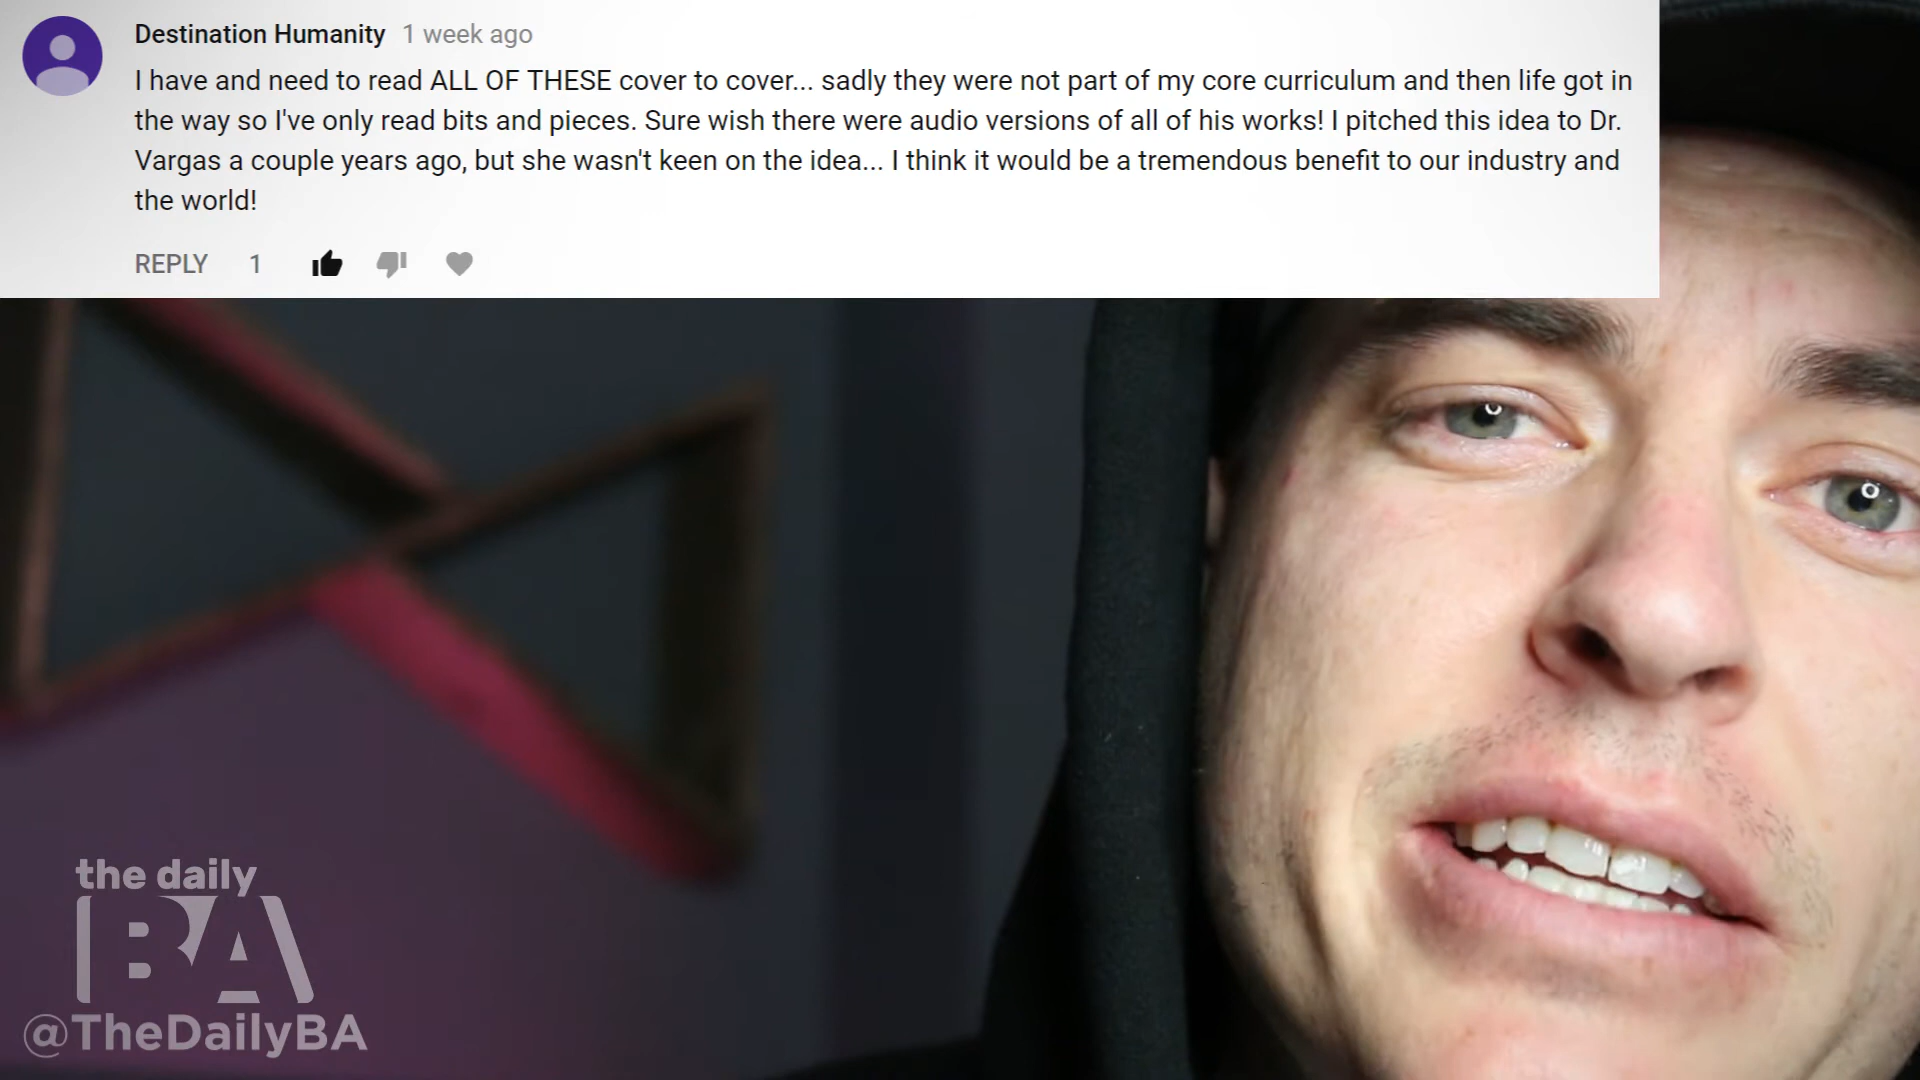 Destination Humanity 1 week ago
I have and need to read ALL OF THESE cover to cover... sadly they were not part of my core curriculum and then life got in
the way so I've only read bits and pieces. Sure wish there were audio versions of all of his works! I pitched this idea to Dr.
Vargas a couple years ago, but she wasn't keen on the idea... I think it would be a tremendous benefit to our industry and
the world!
REPLY 1
the daily
BA
@TheDailyBA